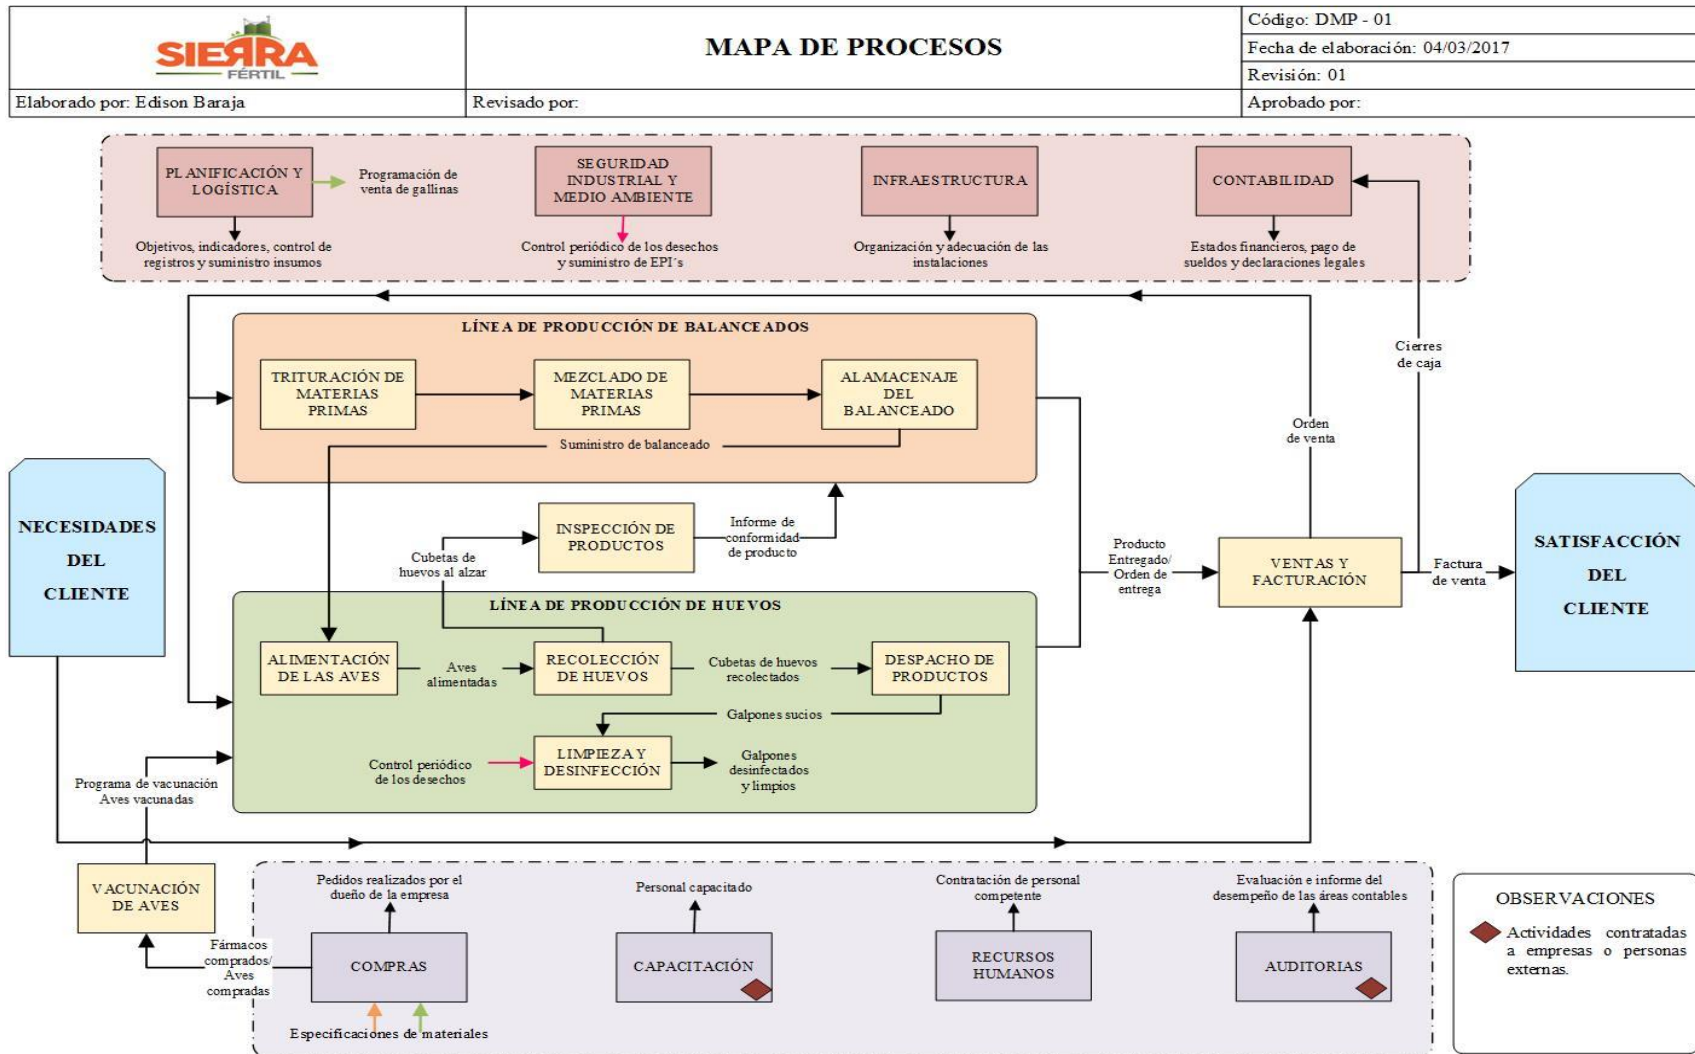 SIERRA
FÉRTIL
MAPA DE PROCESOS
Código: DMP - 01
Fecha de elaboración: 04/03/2017
Revisión: 01
Elaborado por: Edison Baraja
Revisado por:
Aprobado por:
PLANIFICACIÓN Y
LOGÍSTICA
Programación de
venta de gallinas
SEGURIDAD
INDUSTRIAL Y
MEDIO AMBIENTE
INFRAESTRUCTURA
CONTABILIDAD
Objetivos, indicadores, control de
registros y suministro insumos
Control periódico de los desechos
y suministro de EPI´s
Organización y adecuación de las
instalaciones
Estados financieros, pago de
sueldos y declaraciones legales
LÍNEA DE PRODUCCIÓN DE BALANCEADOS
TRITURACIÓN DE
MATERIAS
PRIMAS
MEZCLADO DE
MATERIAS
PRIMAS
ALAMACENAJE
DEL
BALANCEADO
Suministro de balanceado
Cierres
de caja
Orden
de venta
NECESIDADES
DEL
CLIENTE
INSPECCIÓN DE
PRODUCTOS
Informe de
conformidad
de producto
Cubetas de
huevos al alzar
Producto
Entregado/
Orden de
entrega
VENTAS Y
FACTURACIÓN
Factura
de venta
SATISFACCIÓN
DEL
CLIENTE
LÍNEA DE PRODUCCIÓN DE HUEVOS
ALIMENTACIÓN
DE LAS AVES
Aves
alimentadas
RECOLECCIÓN
DE HUEVOS
Cubetas de huevos
recolectados
DESPACHO DE
PRODUCTOS
Galpones sucios
Control periódico
de los desechos
LIMPIEZA Y
DESINFECCIÓN
Galpones
desinfectados
y limpios
Programa de vacunación
Aves vacunadas
VACUNACIÓN
DE AVES
Fármacos
comprados/
Aves
compradas
Pedidos realizados por el
dueño de la empresa
Personal capacitado
Contratación de personal
competente
Evaluación e informe del
desempeño de las áreas contables
COMPRAS
CAPACITACIÓN
RECURSOS
HUMANOS
AUDITORIAS
Especificaciones de materiales
OBSERVACIONES
Actividades contratadas
a empresas o personas
externas.